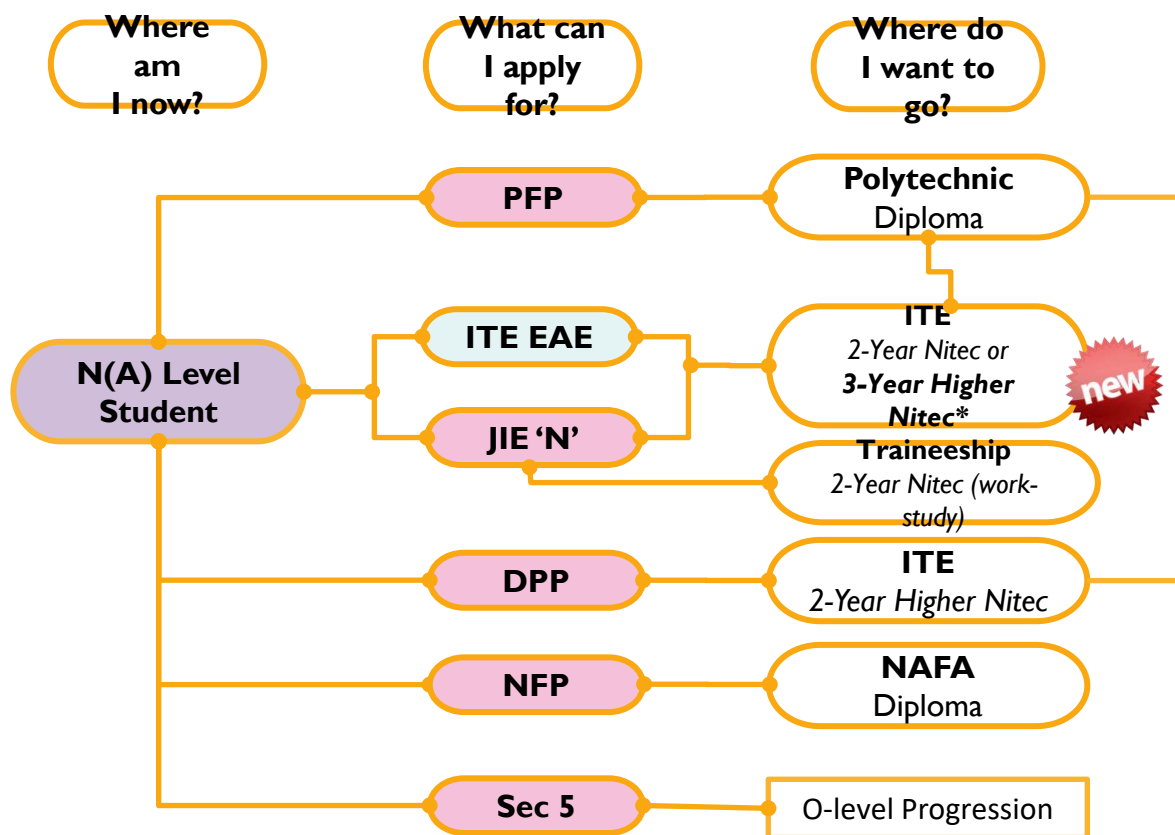 Where
am
I now?
What can
I apply
for?
Where do
I want to
go?
PFP
Polytechnic
Diploma
ITE EAE
ITE
2-Year Nitec or
3-Year Higher
Nitec*
new
N(A) Level
Student
JIE ‘N’
Traineeship
2-Year Nitec (work-
study)
DPP
ITE
2-Year Higher Nitec
NFP
NAFA
Diploma
Sec 5
O-level Progression